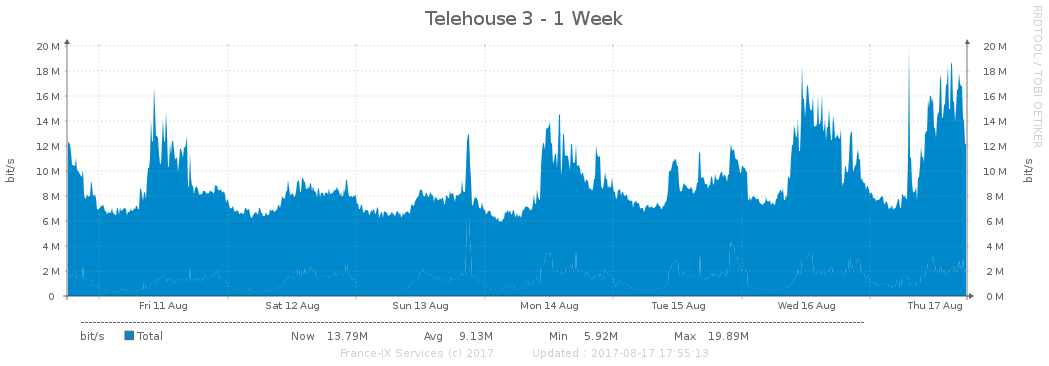 Telehouse 3 - 1 Week
RRDTOOL / TOBI OETIKER
20 M 20 M
18 M 18 M
16 M 16 M
14 M 14 M
12 M 12 M
10 M 10 M
8 M 8 M
6 M 6 M
4 M 4 M
2 M 2 M
0 0 M
bit/s
bit/s
Fri 11 Aug Sat 12 Aug Sun 13 Aug Mon 14 Aug Tue 15 Aug Wed 16 Aug Thu 17 Aug
bit/s Total Now 13.79M Avg 9.13M Min 5.92M Max 19.89M
France-IX Services (c) 2017 Updated : 2017-08-17 17:55:13